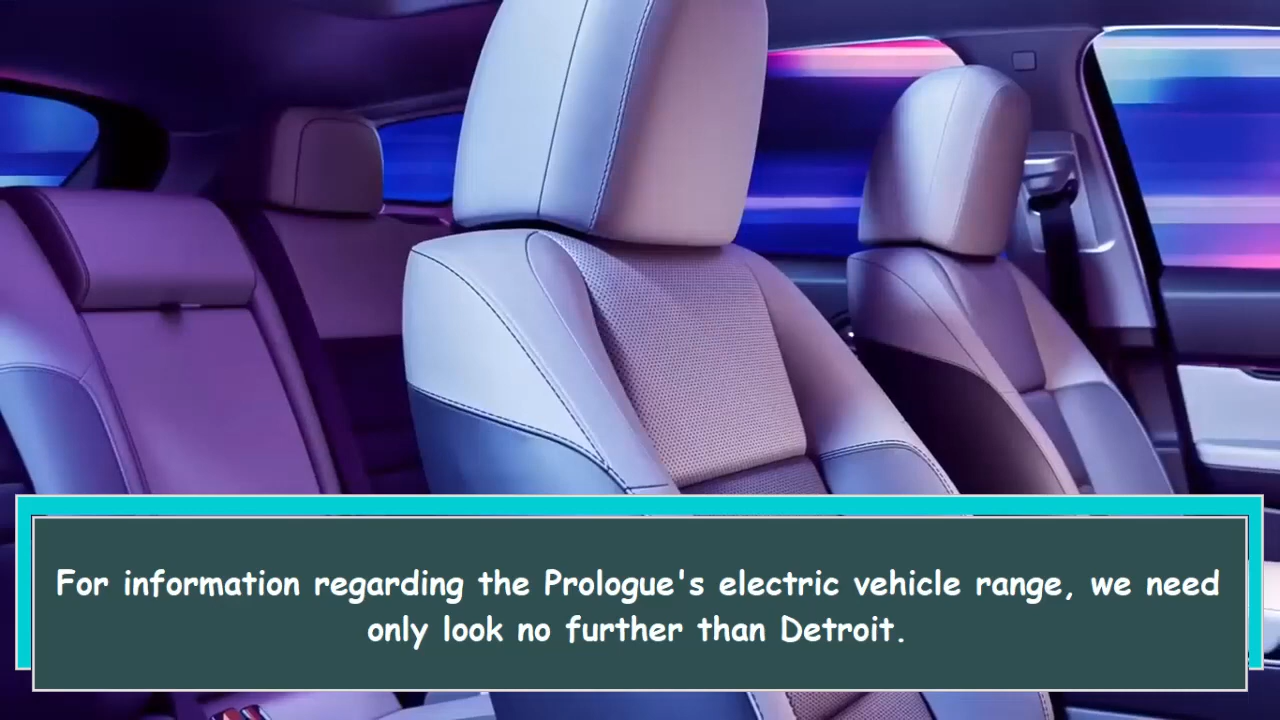 For information regarding the Prologue's electric vehicle range, we need
only look no further than Detroit.